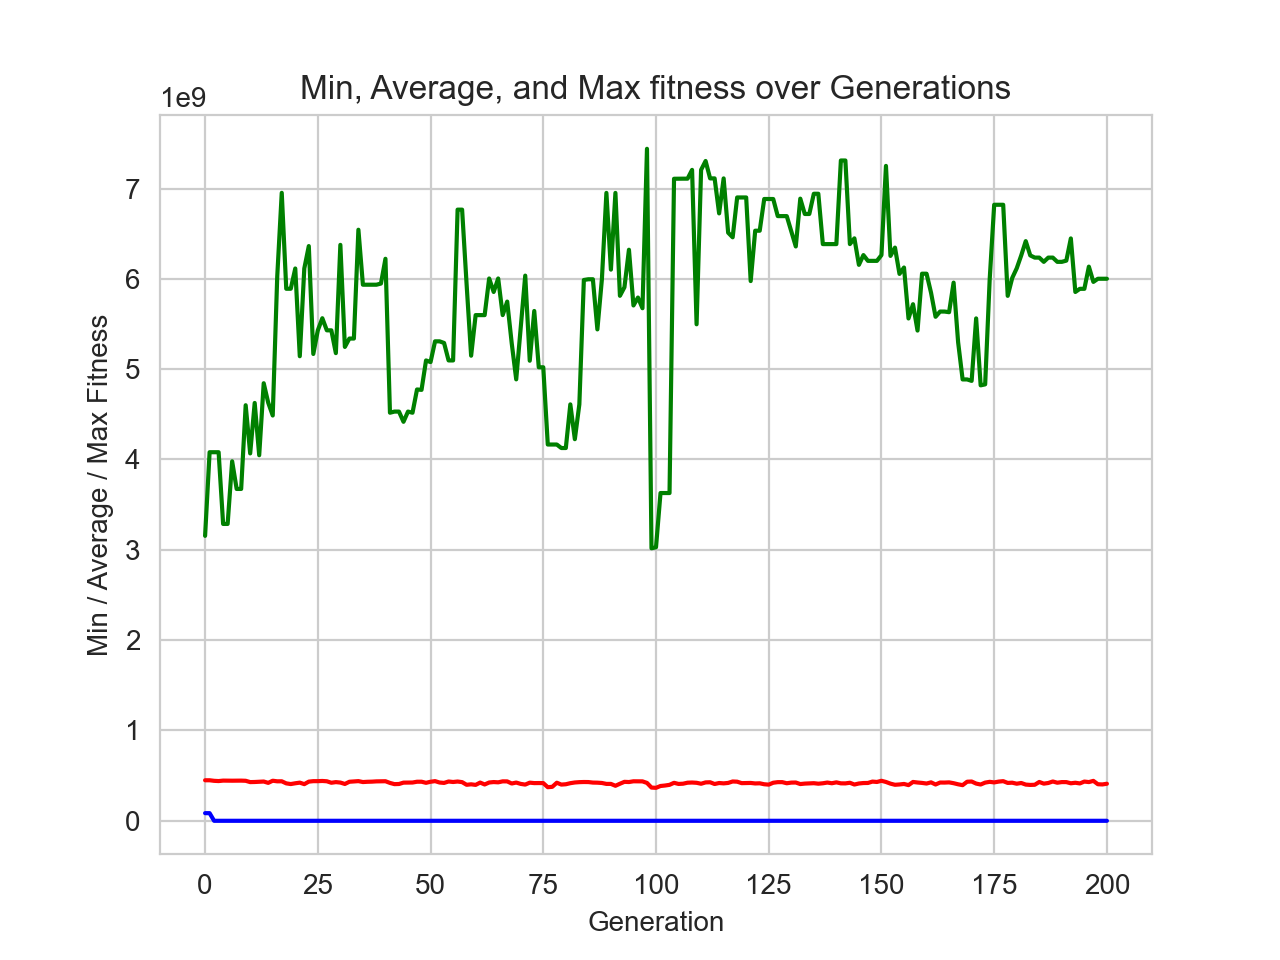 Min, Average, and Max fitness over Generations
1e9
7
6
5
4
3
2
1
0
Min / Average / Max Fitness
0 25 50 75 100 125 150 175 200
Generation